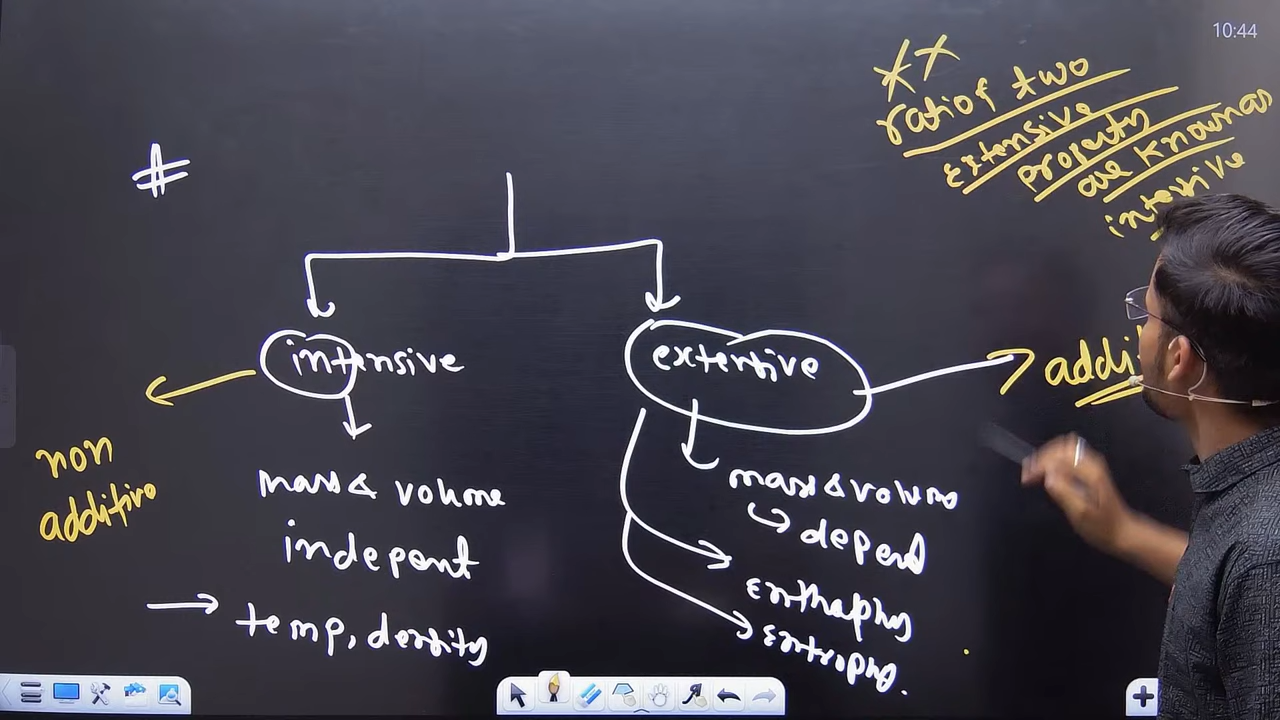 10:44
ratio of two
extensive
property
are known as
intensive
#
intensive
extensive
addi
non
additive
mass & volume
indepent
temp, density
mass & volume
depend
enthalpy
entropy.